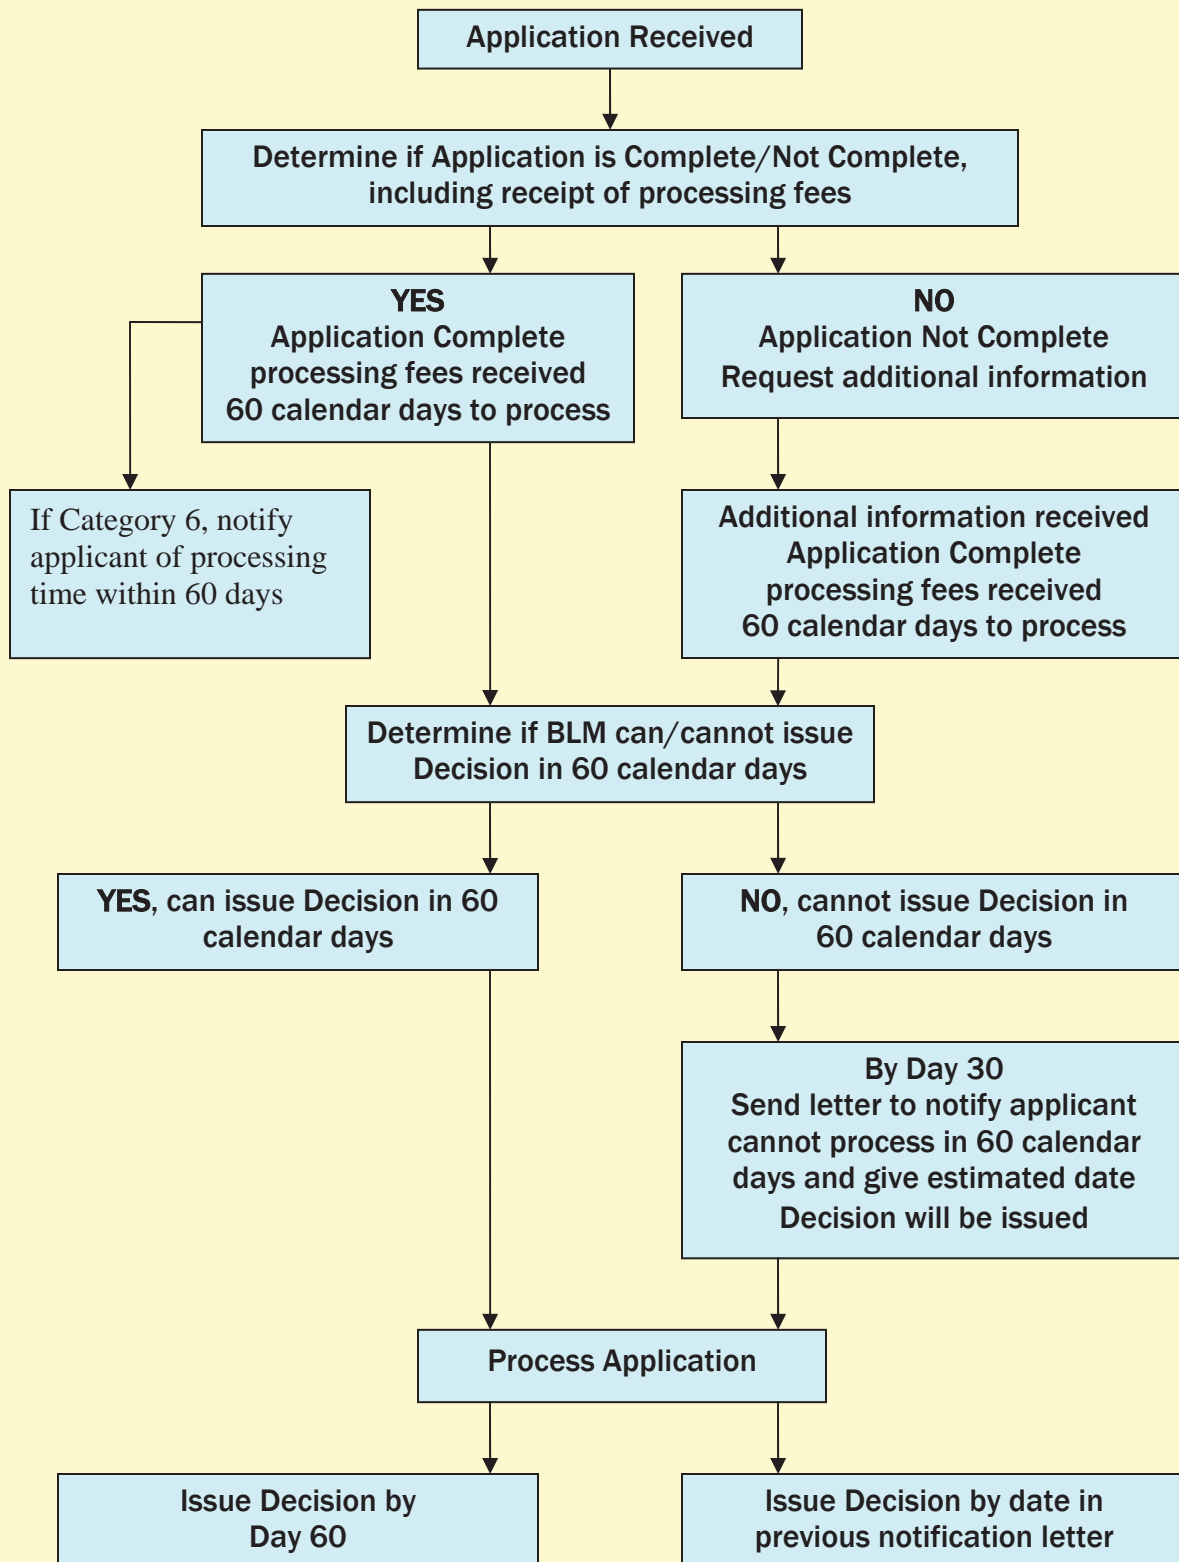 Application Received
Determine if Application is Complete/Not Complete,
including receipt of processing fees
YES
Application Complete
processing fees received
60 calendar days to process
NO
Application Not Complete
Request additional information
If Category 6, notify
applicant of processing
time within 60 days
Additional information received
Application Complete
processing fees received
60 calendar days to process
Determine if BLM can/cannot issue
Decision in 60 calendar days
YES, can issue Decision in 60
calendar days
NO, cannot issue Decision in
60 calendar days
By Day 30
Send letter to notify applicant
cannot process in 60 calendar
days and give estimated date
Decision will be issued
Process Application
Issue Decision by
Day 60
Issue Decision by date in
previous notification letter